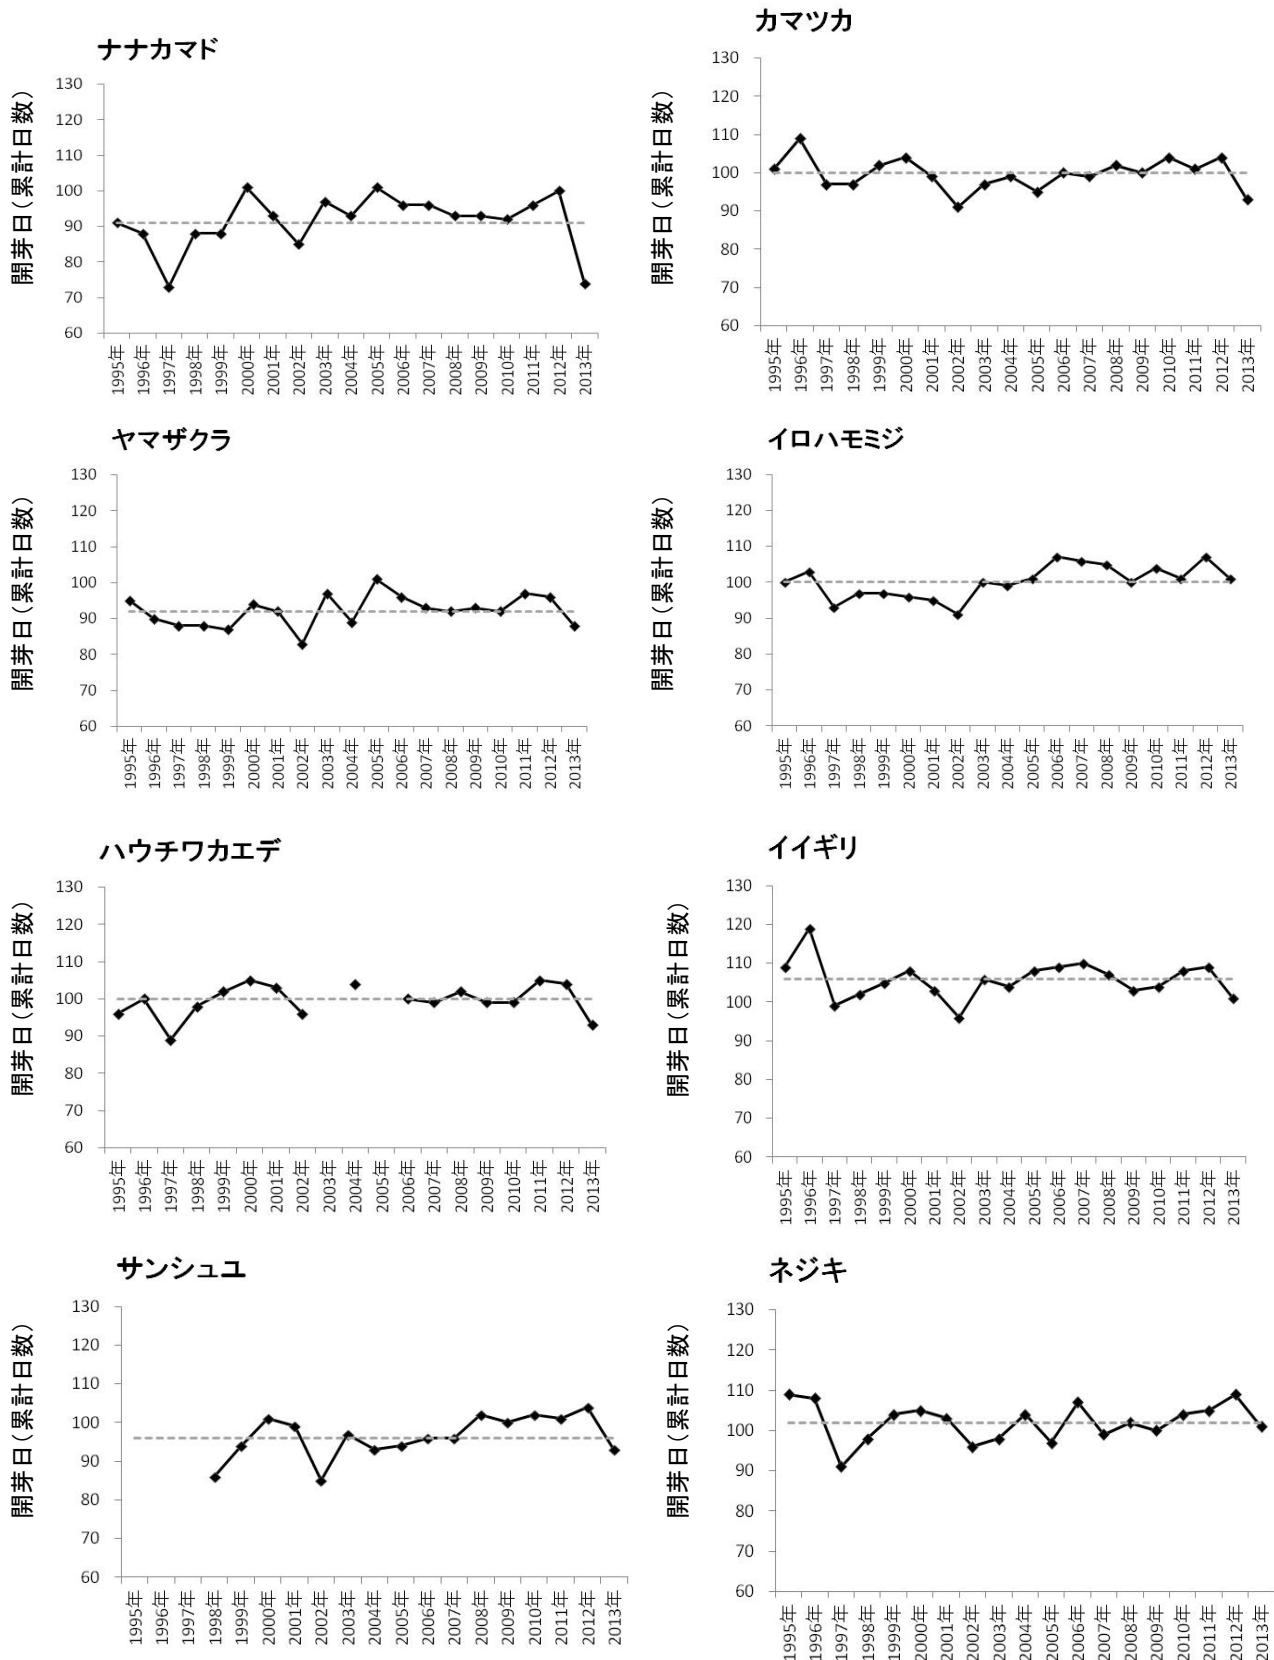 ナナカマド
開芽日(累計日数)
130
120
110
100
90
80
70
60
1995年
1996年
1997年
1998年
1999年
2000年
2001年
2002年
2003年
2004年
2005年
2006年
2007年
2008年
2009年
2010年
2011年
2012年
2013年
カマツカ
開芽日(累計日数)
130
120
110
100
90
80
70
60
1995年
1996年
1997年
1998年
1999年
2000年
2001年
2002年
2003年
2004年
2005年
2006年
2007年
2008年
2009年
2010年
2011年
2012年
2013年
ヤマザクラ
開芽日(累計日数)
130
120
110
100
90
80
70
60
1995年
1996年
1997年
1998年
1999年
2000年
2001年
2002年
2003年
2004年
2005年
2006年
2007年
2008年
2009年
2010年
2011年
2012年
2013年
イロハモミジ
開芽日(累計日数)
130
120
110
100
90
80
70
60
1995年
1996年
1997年
1998年
1999年
2000年
2001年
2002年
2003年
2004年
2005年
2006年
2007年
2008年
2009年
2010年
2011年
2012年
2013年
ハウチワカエデ
開芽日(累計日数)
130
120
110
100
90
80
70
60
1995年
1996年
1997年
1998年
1999年
2000年
2001年
2002年
2003年
2004年
2005年
2006年
2007年
2008年
2009年
2010年
2011年
2012年
2013年
イイギリ
開芽日(累計日数)
130
120
110
100
90
80
70
60
1995年
1996年
1997年
1998年
1999年
2000年
2001年
2002年
2003年
2004年
2005年
2006年
2007年
2008年
2009年
2010年
2011年
2012年
2013年
サンシュユ
開芽日(累計日数)
130
120
110
100
90
80
70
60
1995年
1996年
1997年
1998年
1999年
2000年
2001年
2002年
2003年
2004年
2005年
2006年
2007年
2008年
2009年
2010年
2011年
2012年
2013年
ネジキ
開芽日(累計日数)
130
120
110
100
90
80
70
60
1995年
1996年
1997年
1998年
1999年
2000年
2001年
2002年
2003年
2004年
2005年
2006年
2007年
2008年
2009年
2010年
2011年
2012年
2013年